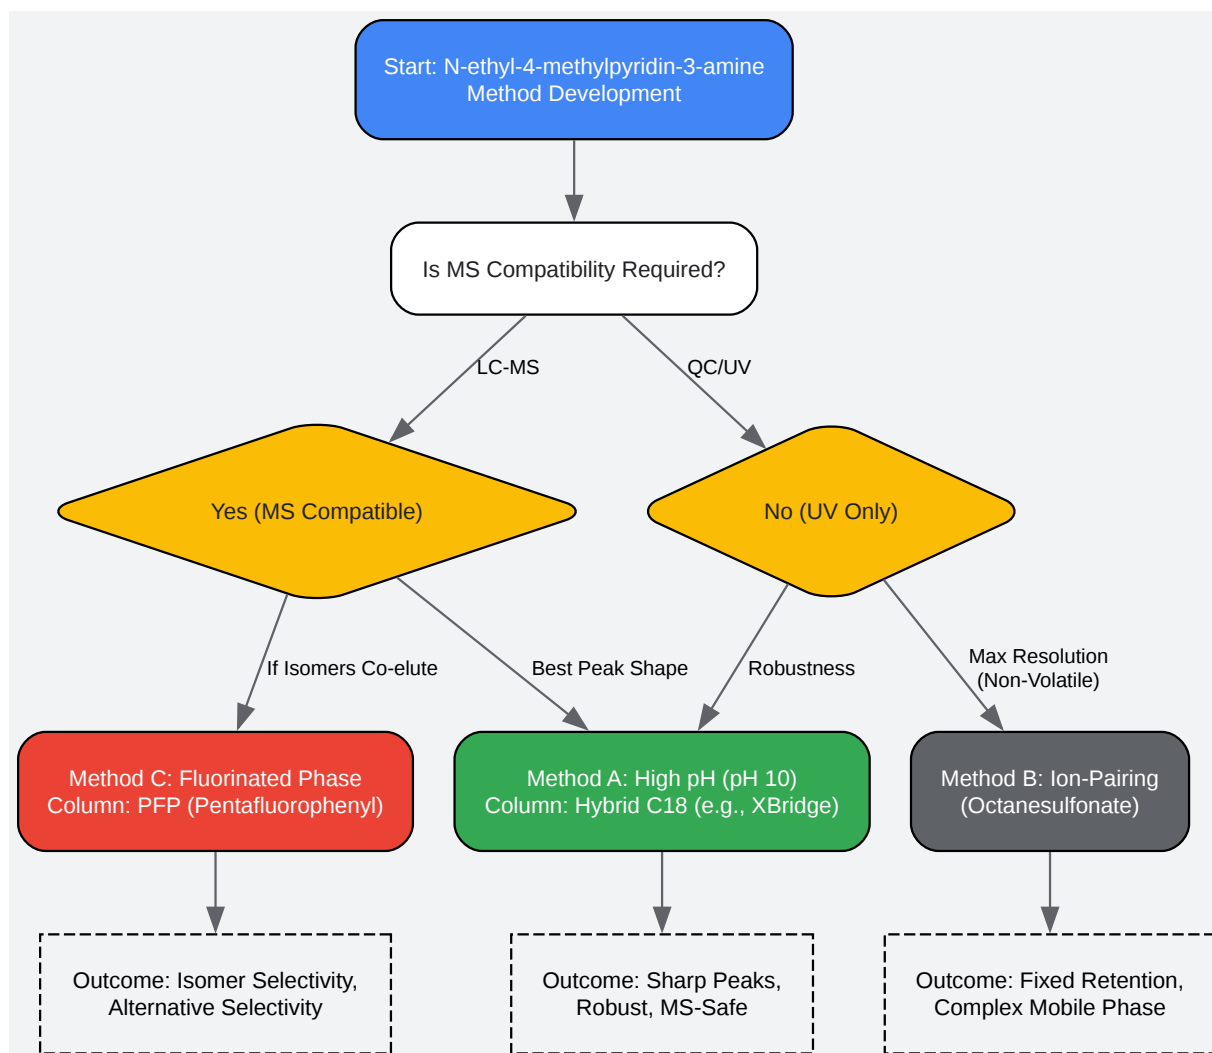 Start: N-ethyl-4-methylpyridin-3-amine
Method Development
Is MS Compatibility Required?
LC-MS
QC/UV
Yes (MS Compatible)
No (UV Only)
If Isomers Co-elute
Best Peak Shape
Robustness
Max Resolution
(Non-Volatile)
Method C: Fluorinated Phase
Column: PFP (Pentafluorophenyl)
Method A: High pH (pH 10)
Column: Hybrid C18 (e.g., XBridge)
Method B: Ion-Pairing
(Octanesulfonate)
Outcome: Isomer Selectivity,
Alternative Selectivity
Outcome: Sharp Peaks,
Robust, MS-Safe
Outcome: Fixed Retention,
Complex Mobile Phase